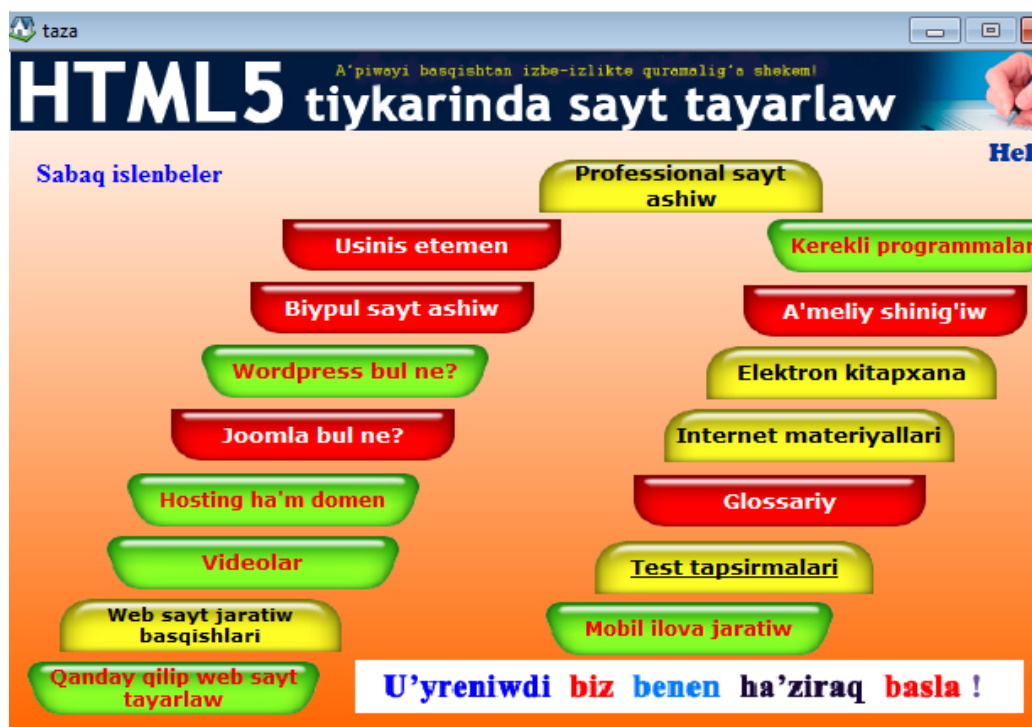 taza
A'piwayi basqishtan izbe-izlikte quramalig'a shekem!
HTML5 tiykarinda sayt tayarlaw
Sabaq islenbeler
Professional sayt
ashiw
Usinis etemen
Kerekli programmalar
Biypul sayt ashiw
A'meliy shinig'iw
Wordpress bul ne?
Elektron kitapxana
Joomla bul ne?
Internet materiyallari
Hosting ha'm domen
Glossariy
Videolar
Test tapsirmalari
Web sayt jaratiw
basqishlari
Mobil ilova jaratiw
Qanday qilip web sayt
tayarlaw
U’yreniwdi biz benen ha’ziraq basla !